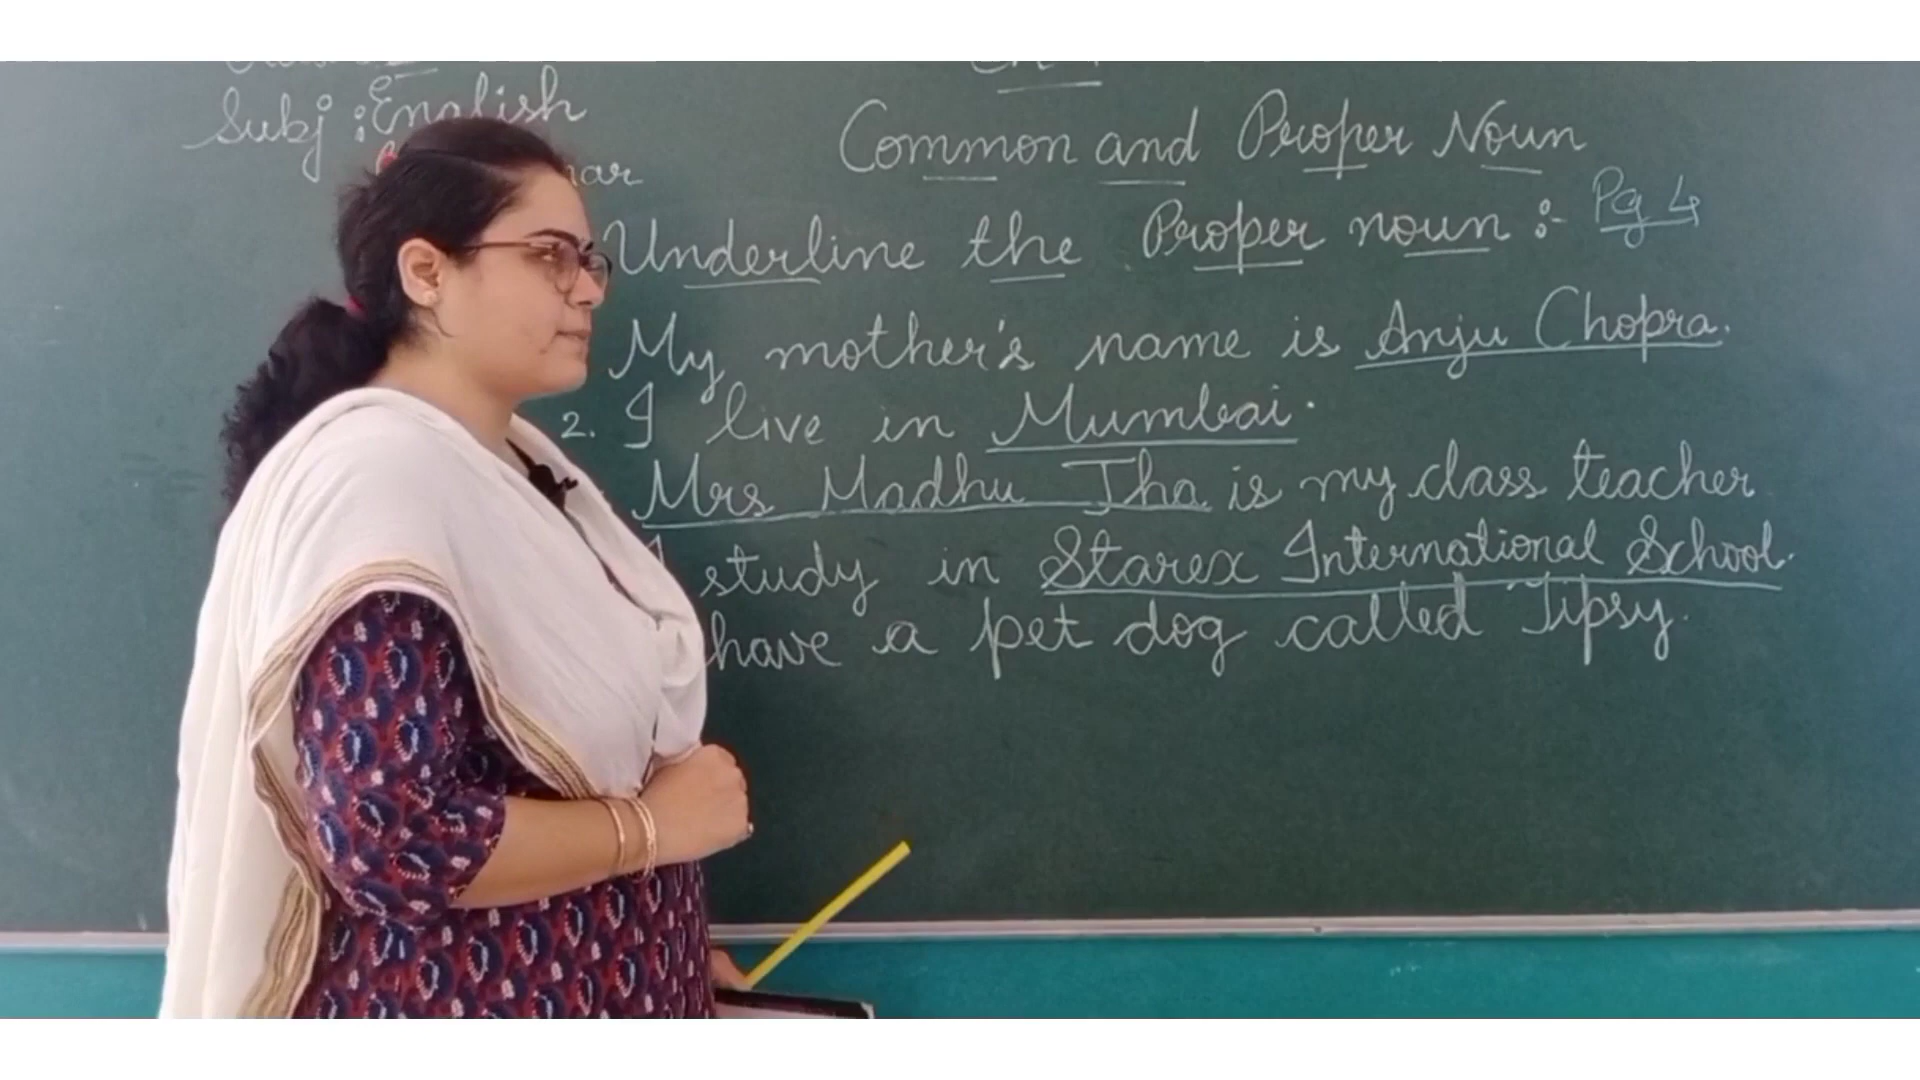 Subj : English
Common and Proper Noun
Underline the Proper noun :- Pg 4
My mother's name is Anju Chopra.
2. I live in Mumbai.
Mrs Madhu Jha is my class teacher
I study in Starex International School.
have a pet dog called Tipsy.